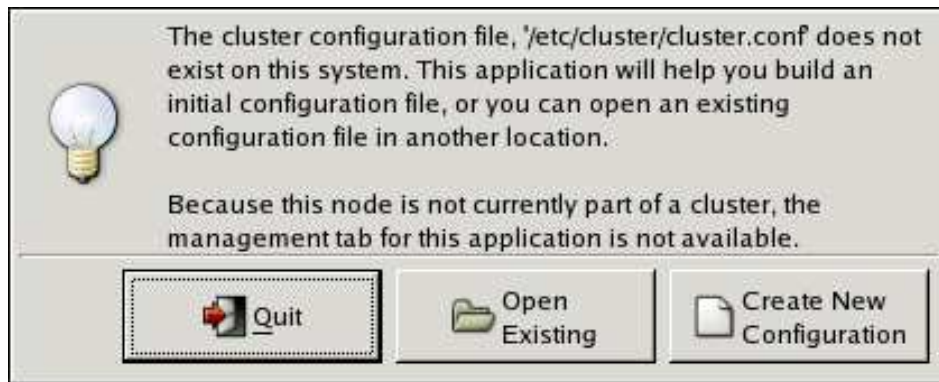 The cluster configuration file, '/etc/cluster/cluster.conf' does not
exist on this system. This application will help you build an
initial configuration file, or you can open an existing
configuration file in another location.
Because this node is not currently part of a cluster, the
management tab for this application is not available.
Quit
Open
Existing
Create New
Configuration